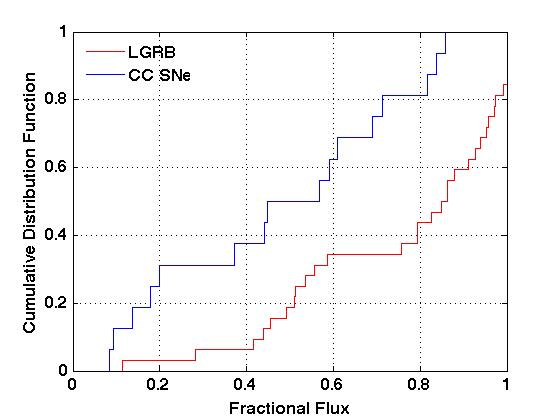 1
0.8
0.6
0.4
0.2
0
LGRB
CC SNe
Cumulative Distribution Function
0 0.2 0.4 0.6 0.8 1
Fractional Flux